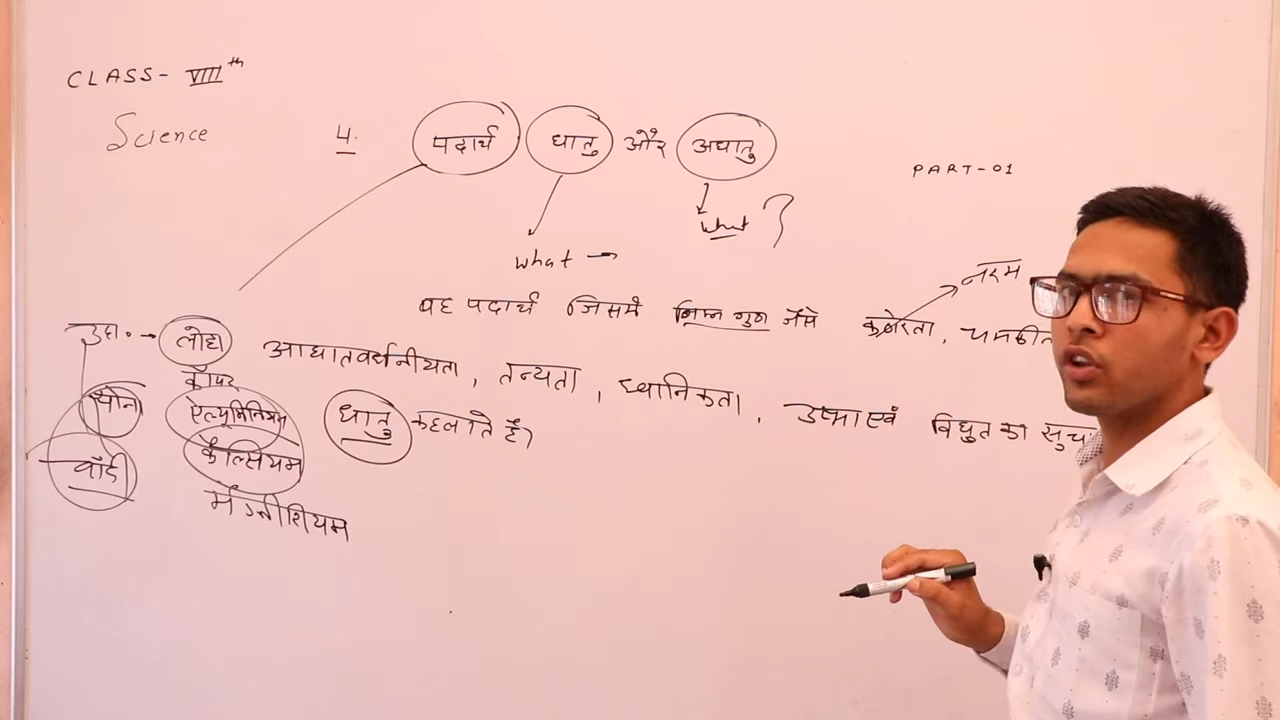 CLASS- VIII th
Science 4. पदार्थ धातु और अधातु
PART-01
what → what ?
नरम
वह पदार्थ जिसमें निम्न गुण जैसे कठोरता, चमकील
उदा. → लोहा आघातवर्धनीयता, तन्यता, ध्वानिकता, उष्मा एवं विद्युत का सुच
कॉपर
सोना ऐल्यूमिनियम धातु कहलाते है।
चाँदी कैल्सियम
मैग्नीशियम